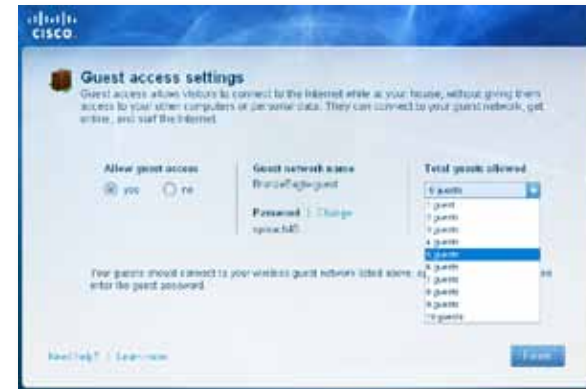 CISCO
Guest access settings
Guest access allows visitors to connect to the Internet while at your house, without giving them
access to your other computers or personal data. They can connect to your guest network, get
online, and surf the Internet.
Allow guest access
yes
no
Guest network name
BronzeEagle-guest
Password | Change
Total guests allowed
5 guests
1 guest
2 guests
3 guests
4 guests
5 guests
6 guests
7 guests
8 guests
9 guests
10 guests
Your guests should connect to your wireless guest network listed above,
enter the guest password.
Need help? | Learn more
Finish